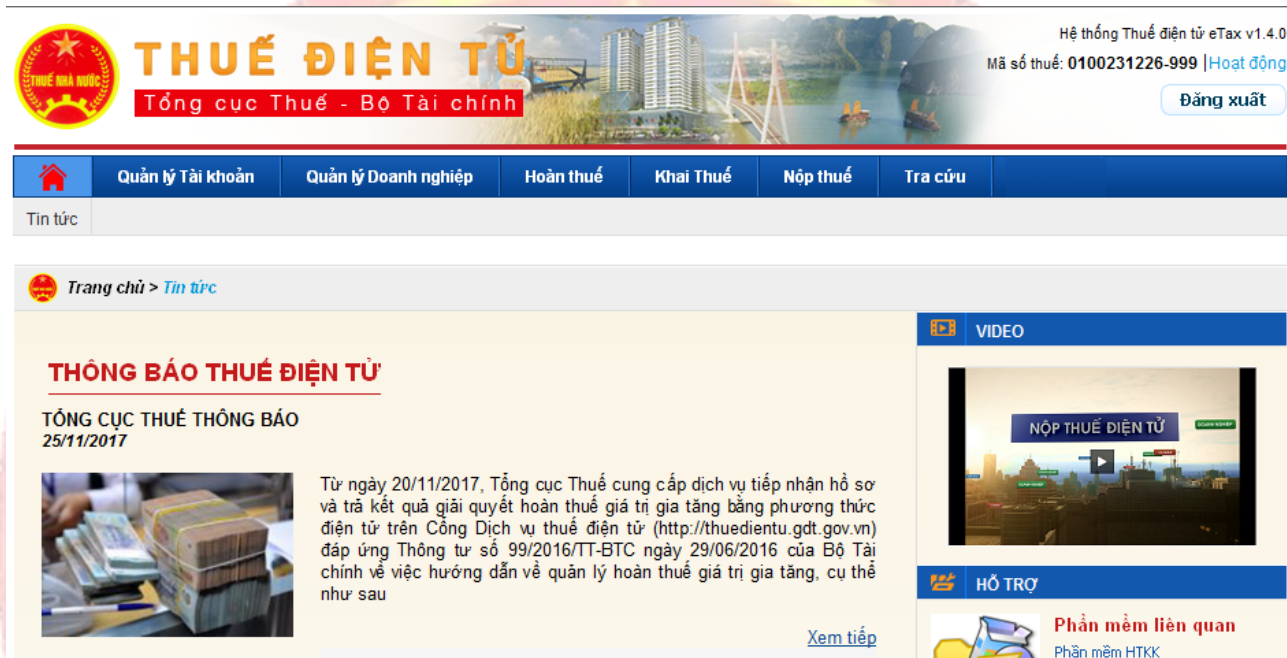 Hệ thống Thuế điện tử eTax v1.4.0
THUẾ NHÀ NƯỚC
THUẾ ĐIỆN TỬ
Tổng cục Thuế - Bộ Tài chính
Mã số thuế: 0100231226-999 |Hoạt động
Đăng xuất
Quản lý Tài khoản Quản lý Doanh nghiệp Hoàn thuế Khai Thuế Nộp thuế Tra cứu
Tin tức
Trang chủ > Tin tức
THÔNG BÁO THUẾ ĐIỆN TỬ
TỔNG CỤC THUẾ THÔNG BÁO
25/11/2017
Từ ngày 20/11/2017, Tổng cục Thuế cung cấp dịch vụ tiếp nhận hồ sơ
và trả kết quả giải quyết hoàn thuế giá trị gia tăng bằng phương thức
điện tử trên Cổng Dịch vụ thuế điện tử (http://thuedientu.gdt.gov.vn)
đáp ứng Thông tư số 99/2016/TT-BTC ngày 29/06/2016 của Bộ Tài
chính về việc hướng dẫn về quản lý hoàn thuế giá trị gia tăng, cụ thể
như sau
Xem tiếp
VIDEO
NỘP THUẾ ĐIỆN TỬ
HỖ TRỢ
Phần mềm liên quan
Phần mềm HTKK